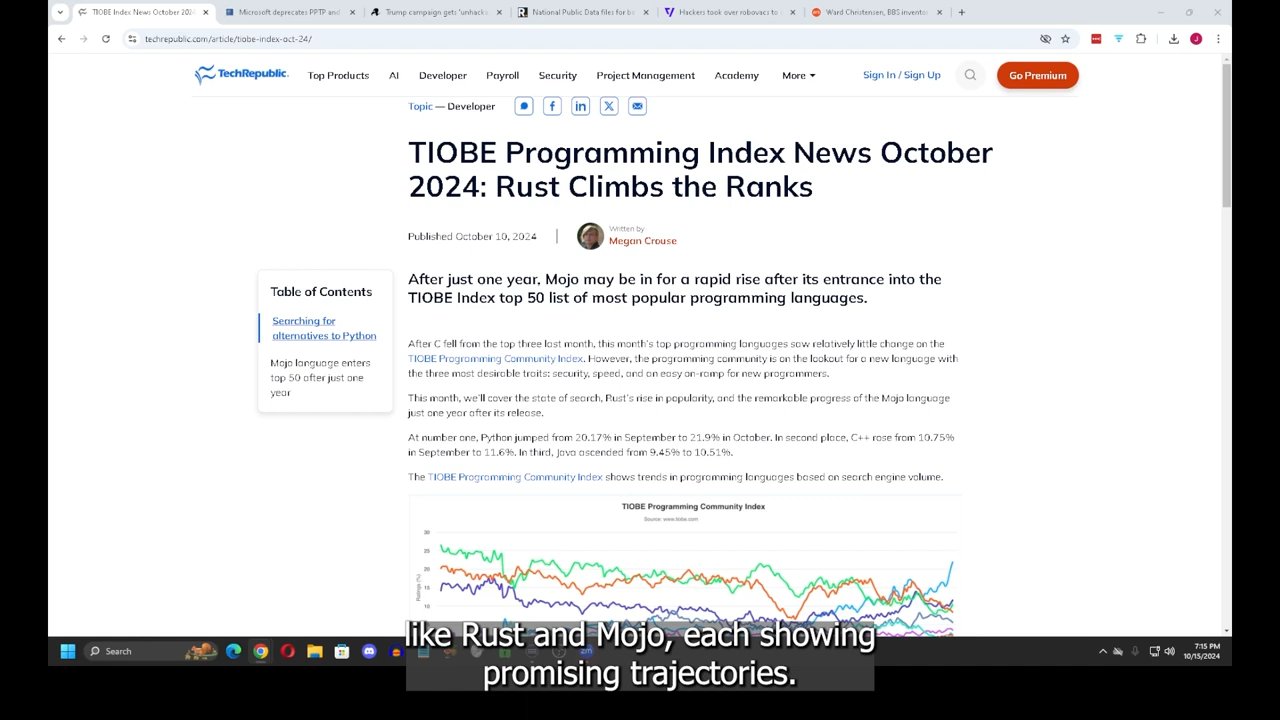 TIOBE Index News October 2024
Microsoft deprecates PPTP and
Trump campaign gets 'unhacke
National Public Data files for b
Hackers took over robovacs to
Ward Christensen, BBS invento
techrepublic.com/article/tiobe-index-oct-24/
TechRepublic.
Top Products
AI
Developer
Payroll
Security
Project Management
Academy
More
Sign In / Sign Up
Go Premium
Topic — Developer
TIOBE Programming Index News October
2024: Rust Climbs the Ranks
Published October 10, 2024
Written by
Megan Crouse
After just one year, Mojo may be in for a rapid rise after its entrance into the
TIOBE Index top 50 list of most popular programming languages.
Table of Contents
Searching for
alternatives to Python
Mojo language enters
top 50 after just one
year
After C fell from the top three last month, this month's top programming languages saw relatively little change on the
TIOBE Programming Community Index. However, the programming community is on the lookout for a new language with
the three most desirable traits: security, speed, and an easy on-ramp for new programmers.
This month, we'll cover the state of search, Rust's rise in popularity, and the remarkable progress of the Mojo language
just one year after its release.
At number one, Python jumped from 20.17% in September to 21.9% in October. In second place, C++ rose from 10.75%
in September to 11.6%. In third, Java ascended from 9.45% to 10.51%.
The TIOBE Programming Community Index shows trends in programming languages based on search engine volume.
TIOBE Programming Community Index
Source: www.tiobe.com
Ratings (%)
30
25
20
15
10
like Rust and Mojo, each showing
promising trajectories.
Search
7:15 PM
10/15/2024